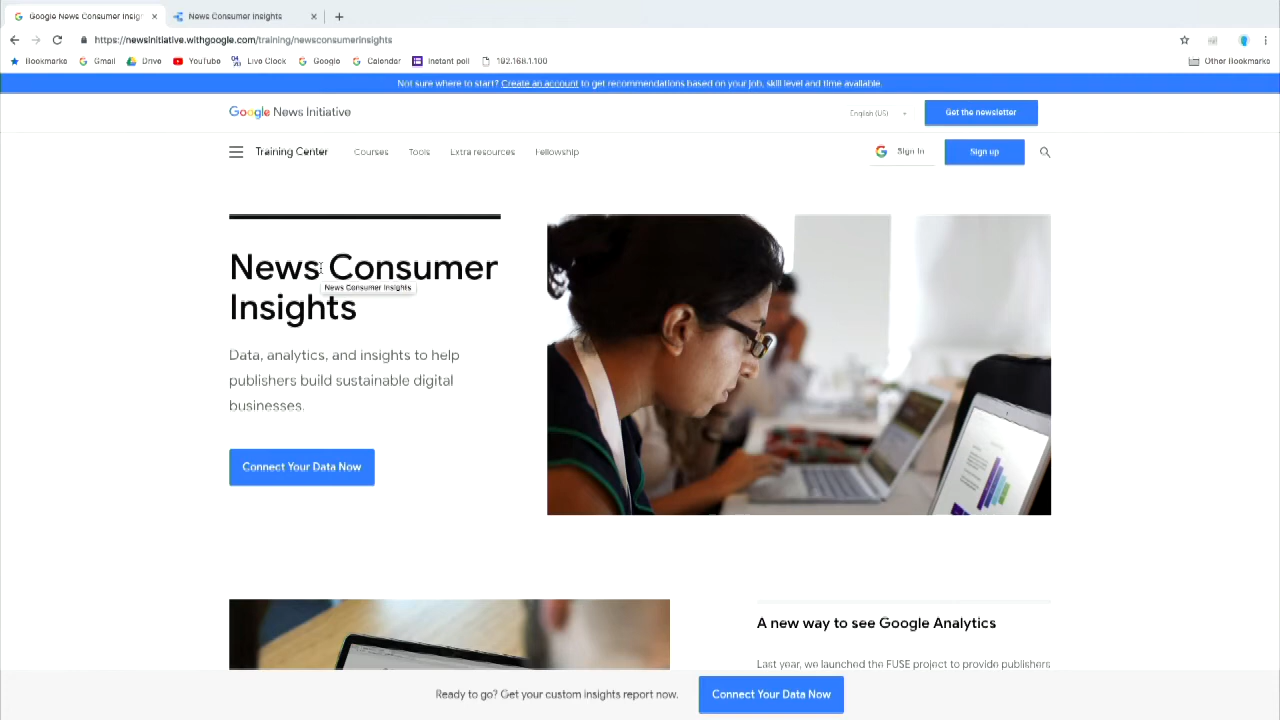 Google News Consumer Insigh
News Consumer Insights
https://newsinitiative.withgoogle.com/training/newsconsumerinsights
Bookmarks Gmail Drive YouTube Live Clock Google Calendar Instant poll 192.168.1.100 Other Bookmarks
Not sure where to start? Create an account to get recommendations based on your job, skill level and time available.
Google News Initiative English (US) Get the newsletter
Training Center Courses Tools Extra resources Fellowship Sign In Sign up
News Consumer
News Consumer Insights
Insights
Data, analytics, and insights to help
publishers build sustainable digital
businesses.
Connect Your Data Now
A new way to see Google Analytics
Last year, we launched the FUSE project to provide publishers
Ready to go? Get your custom insights report now. Connect Your Data Now